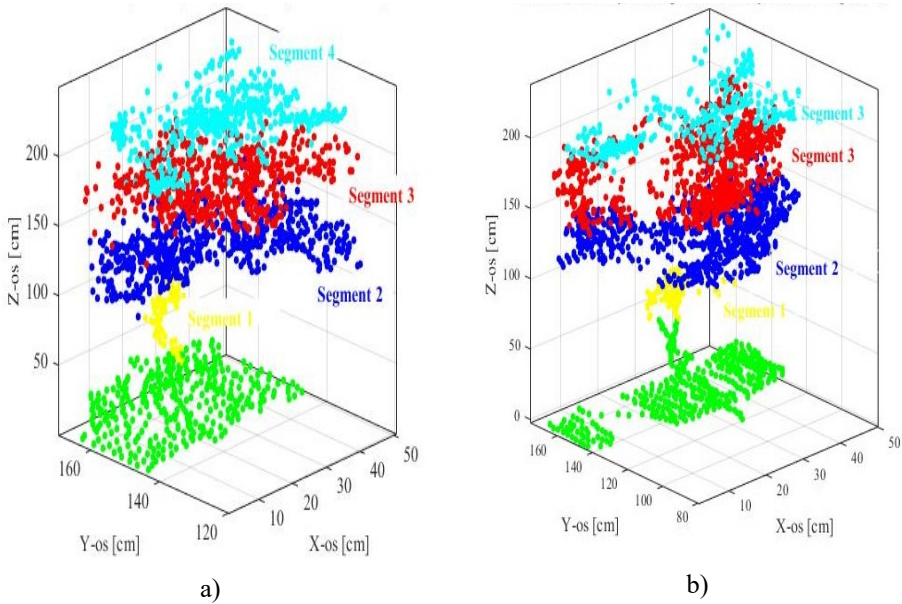 Segment 4
200
Segment 3
150
Z-os [cm]
Segment 2
100
Segment 1
50
160
140
120
10
20
30
40
50
Y-os [cm]
X-os [cm]
a)
Segment 3
200
Segment 3
150
Z-os [cm]
Segment 2
100
Segment 1
50
0
160
140
120
100
80
10
20
30
40
50
Y-os [cm]
X-os [cm]
b)